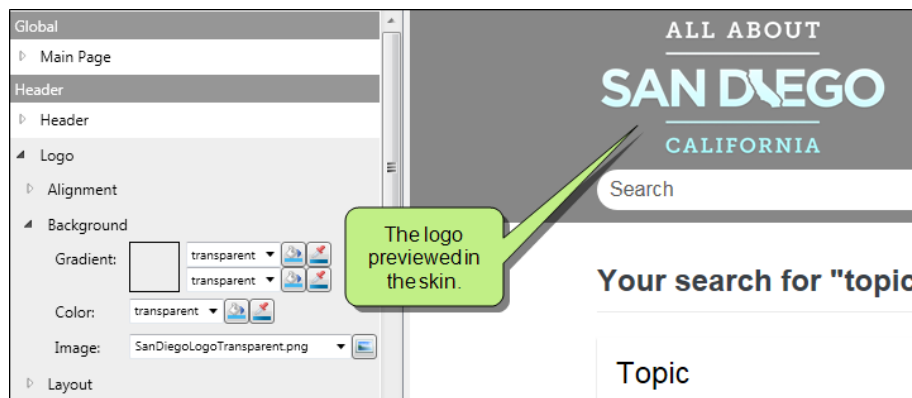 Global
Main Page
Header
Header
Logo
Alignment
Background
Gradient:
transparent
transparent
Color:
transparent
Image:
SanDiegoLogoTransparent.png
Layout
The logo
previewed in
the skin.
ALL ABOUT
SAN DIEGO
CALIFORNIA
Search
Your search for "topic
Topic